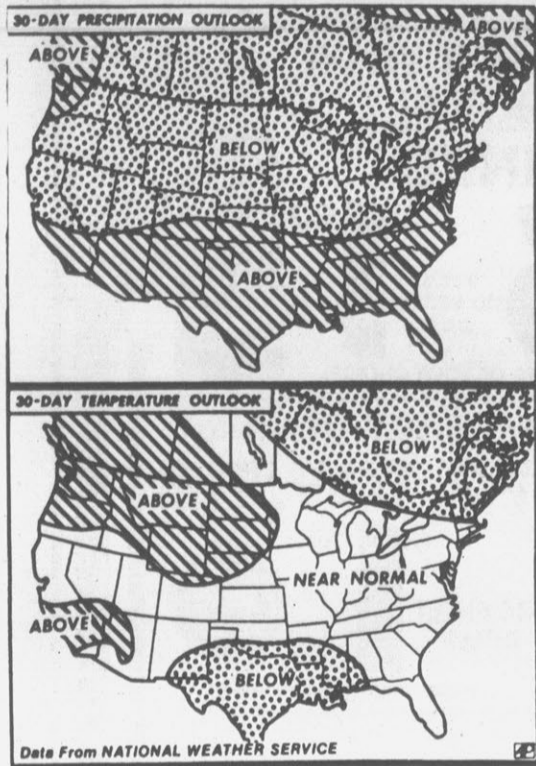 30-DAY PRECIPITATION OUTLOOK
ABOVE
ABOVE
BELOW
ABOVE
30-DAY TEMPERATURE OUTLOOK
BELOW
ABOVE
NEAR NORMAL
ABOVE
BELOW
Data From NATIONAL WEATHER SERVICE
AP